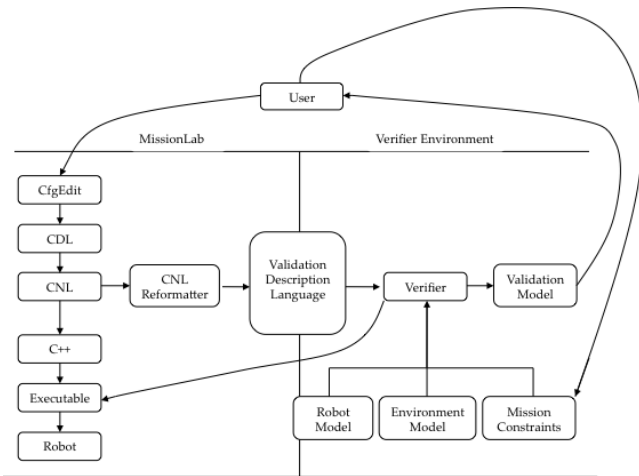 User
MissionLab
Verifier Environment
CfgEdit
CDL
CNL
CNL
Reformatter
Validation
Description
Language
Verifier
Validation
Model
C++
Executable
Robot
Robot
Model
Environment
Model
Mission
Constraints